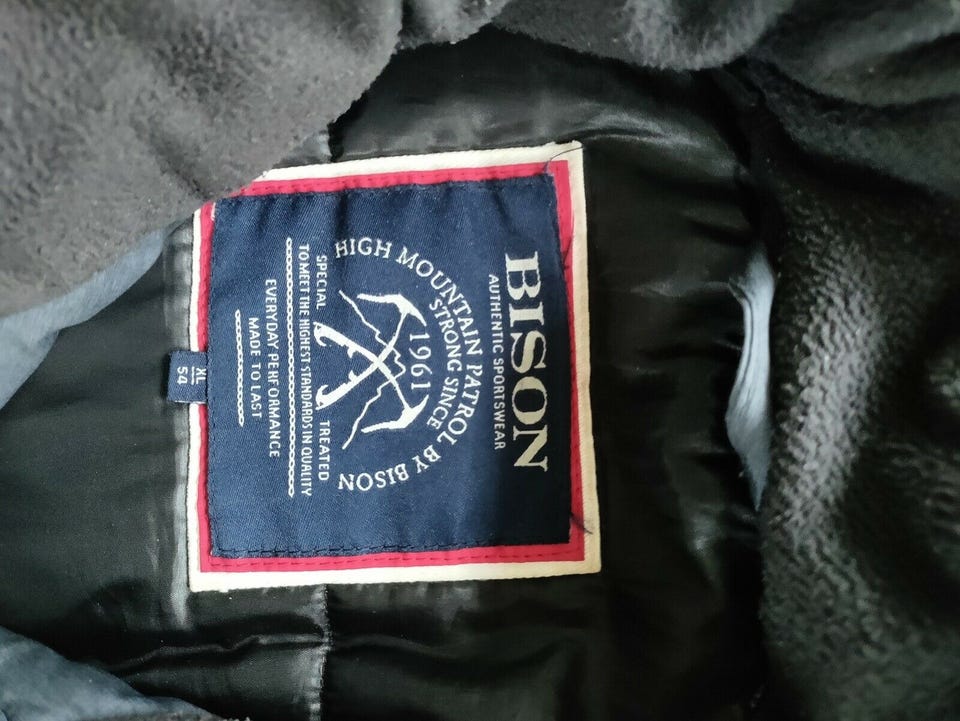 BISON
AUTHENTIC SPORTSWEAR
HIGH MOUNTAIN PATROL BY BISON
STRONG SINCE
1961
SPECIAL TREATED
TO MEET THE HIGHEST STANDARDS IN QUALITY
EVERYDAY PERFORMANCE
MADE TO LAST
XL
54